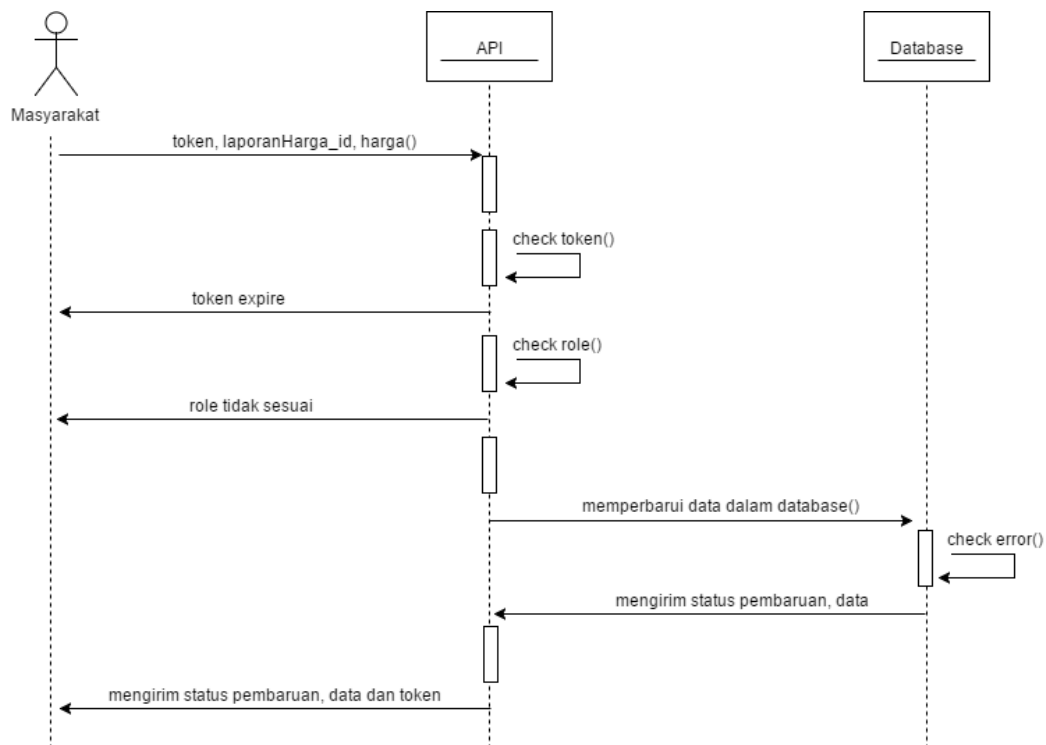 API
Database
Masyarakat
token, laporanHarga_id, harga()
check token()
token expire
check role()
role tidak sesuai
memperbarui data dalam database()
check error()
mengirim status pembaruan, data
mengirim status pembaruan, data dan token